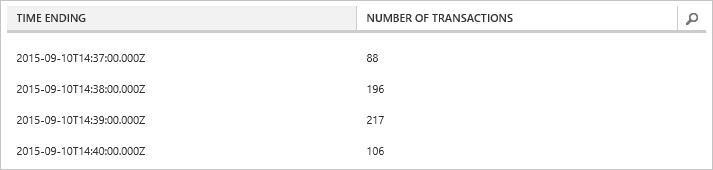 TIME ENDING NUMBER OF TRANSACTIONS
2015-09-10T14:37:00.000Z 88
2015-09-10T14:38:00.000Z 196
2015-09-10T14:39:00.000Z 217
2015-09-10T14:40:00.000Z 106